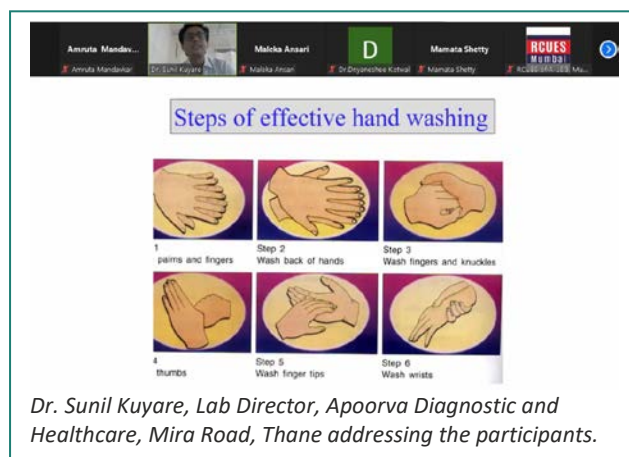 Amruta Mandav...
Maleka Ansari
D
Mamata Shetty
RCUES
Mumbai
Amruta Mandavkar
Dr. Sunil Kuyare
Maleka Ansari
Dr.Dnyaneshee Kotwal
Mamata Shetty
Steps of effective hand washing
1
palms and fingers
Step 2
Wash back of hands
Step 3
Wash fingers and knuckles
4
thumbs
Step 5
Wash finger tips
Step 6
Wash wrists
Dr. Sunil Kuyare, Lab Director, Apoorva Diagnostic and
Healthcare, Mira Road, Thane addressing the participants.